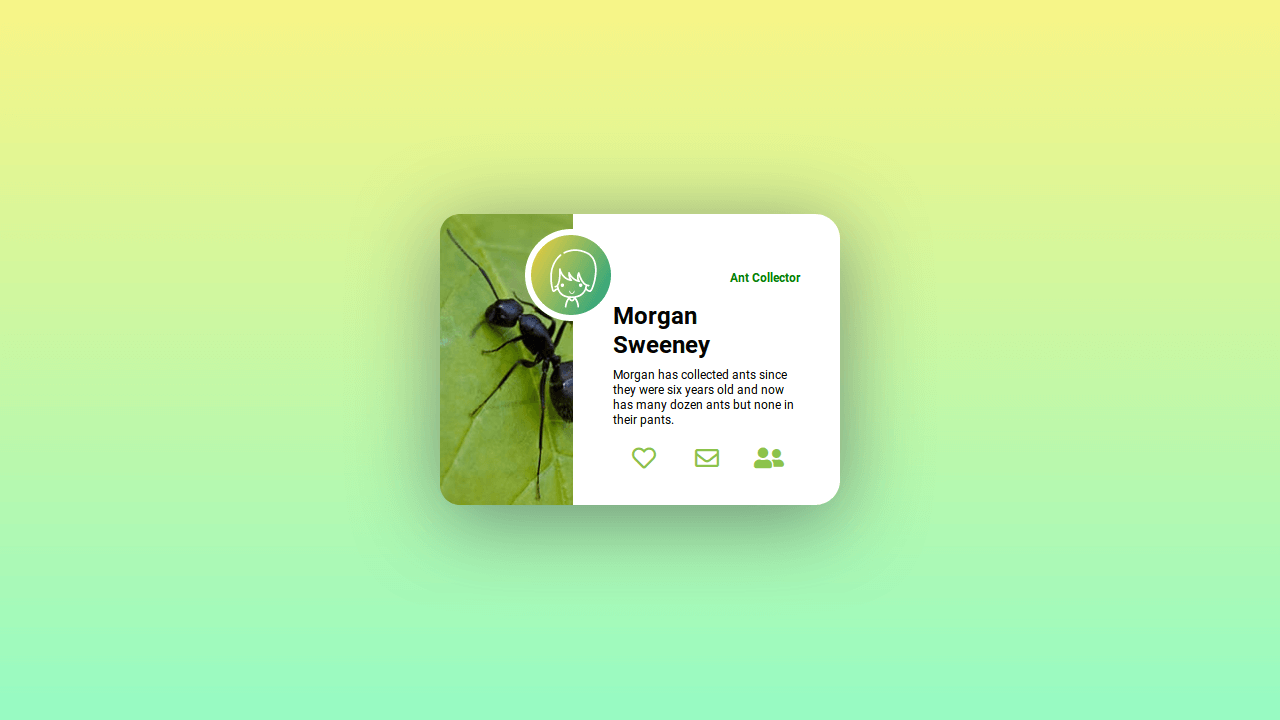 Ant Collector
Morgan
Sweeney
Morgan has collected ants since
they were six years old and now
has many dozen ants but none in
their pants.